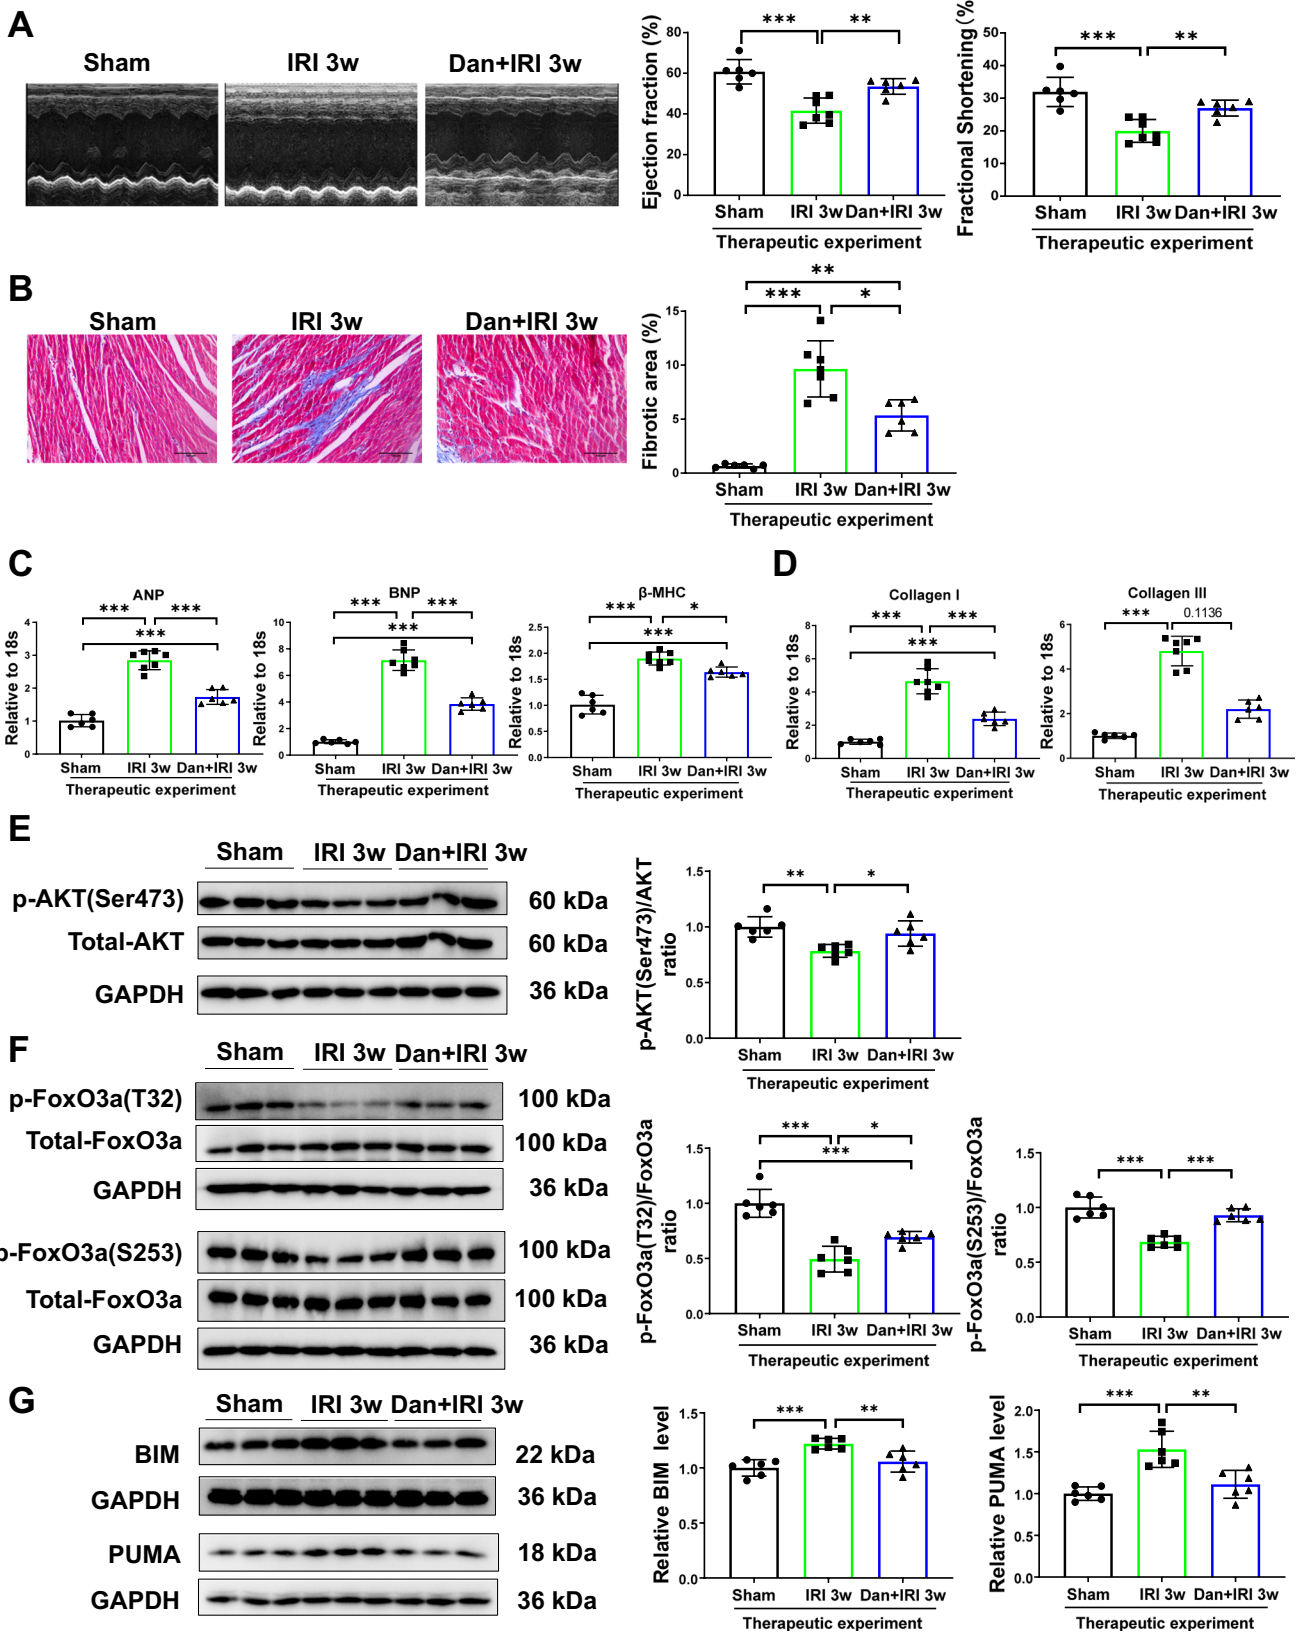 A
Sham IRI 3w Dan+IRI 3w
Ejection fraction (%)
80
60
40
20
0
*** **
Sham IRI 3w Dan+IRI 3w
Therapeutic experiment
Fractional Shortening (%
50
40
30
20
10
0
*** **
Sham IRI 3w Dan+IRI 3w
Therapeutic experiment
B
Sham IRI 3w Dan+IRI 3w
Fibrotic area (%)
15
10
5
0
**
*** *
Sham IRI 3w Dan+IRI 3w
Therapeutic experiment
C
ANP
Relative to 18s
4
3
2
1
0
*** ***
***
Sham IRI 3w Dan+IRI 3w
Therapeutic experiment
BNP
Relative to 18s
10
8
6
4
2
0
*** ***
***
Sham IRI 3w Dan+IRI 3w
Therapeutic experiment
β-MHC
Relative to 18s
2.5
2.0
1.5
1.0
0.5
0.0
*** *
***
Sham IRI 3w Dan+IRI 3w
Therapeutic experiment
D
Collagen I
Relative to 18s
8
6
4
2
0
*** ***
***
Sham IRI 3w Dan+IRI 3w
Therapeutic experiment
Collagen III
Relative to 18s
6
4
2
0
*** 0.1136
Sham IRI 3w Dan+IRI 3w
Therapeutic experiment
E
Sham IRI 3w Dan+IRI 3w
p-AKT(Ser473) 60 kDa
Total-AKT 60 kDa
GAPDH 36 kDa
p-AKT(Ser473)/AKT
ratio
1.5
1.0
0.5
0.0
** *
Sham IRI 3w Dan+IRI 3w
Therapeutic experiment
F
Sham IRI 3w Dan+IRI 3w
p-FoxO3a(T32) 100 kDa
Total-FoxO3a 100 kDa
GAPDH 36 kDa
p-FoxO3a(S253) 100 kDa
Total-FoxO3a 100 kDa
GAPDH 36 kDa
p-FoxO3a(T32)/FoxO3a
ratio
1.5
1.0
0.5
0.0
*** *
***
Sham IRI 3w Dan+IRI 3w
Therapeutic experiment
p-FoxO3a(S253)/FoxO3a
ratio
1.5
1.0
0.5
0.0
*** ***
Sham IRI 3w Dan+IRI 3w
Therapeutic experiment
G
Sham IRI 3w Dan+IRI 3w
BIM 22 kDa
GAPDH 36 kDa
PUMA 18 kDa
GAPDH 36 kDa
Relative BIM level
1.5
1.0
0.5
0.0
*** **
Sham IRI 3w Dan+IRI 3w
Therapeutic experiment
Relative PUMA level
2.0
1.5
1.0
0.5
0.0
*** **
Sham IRI 3w Dan+IRI 3w
Therapeutic experiment